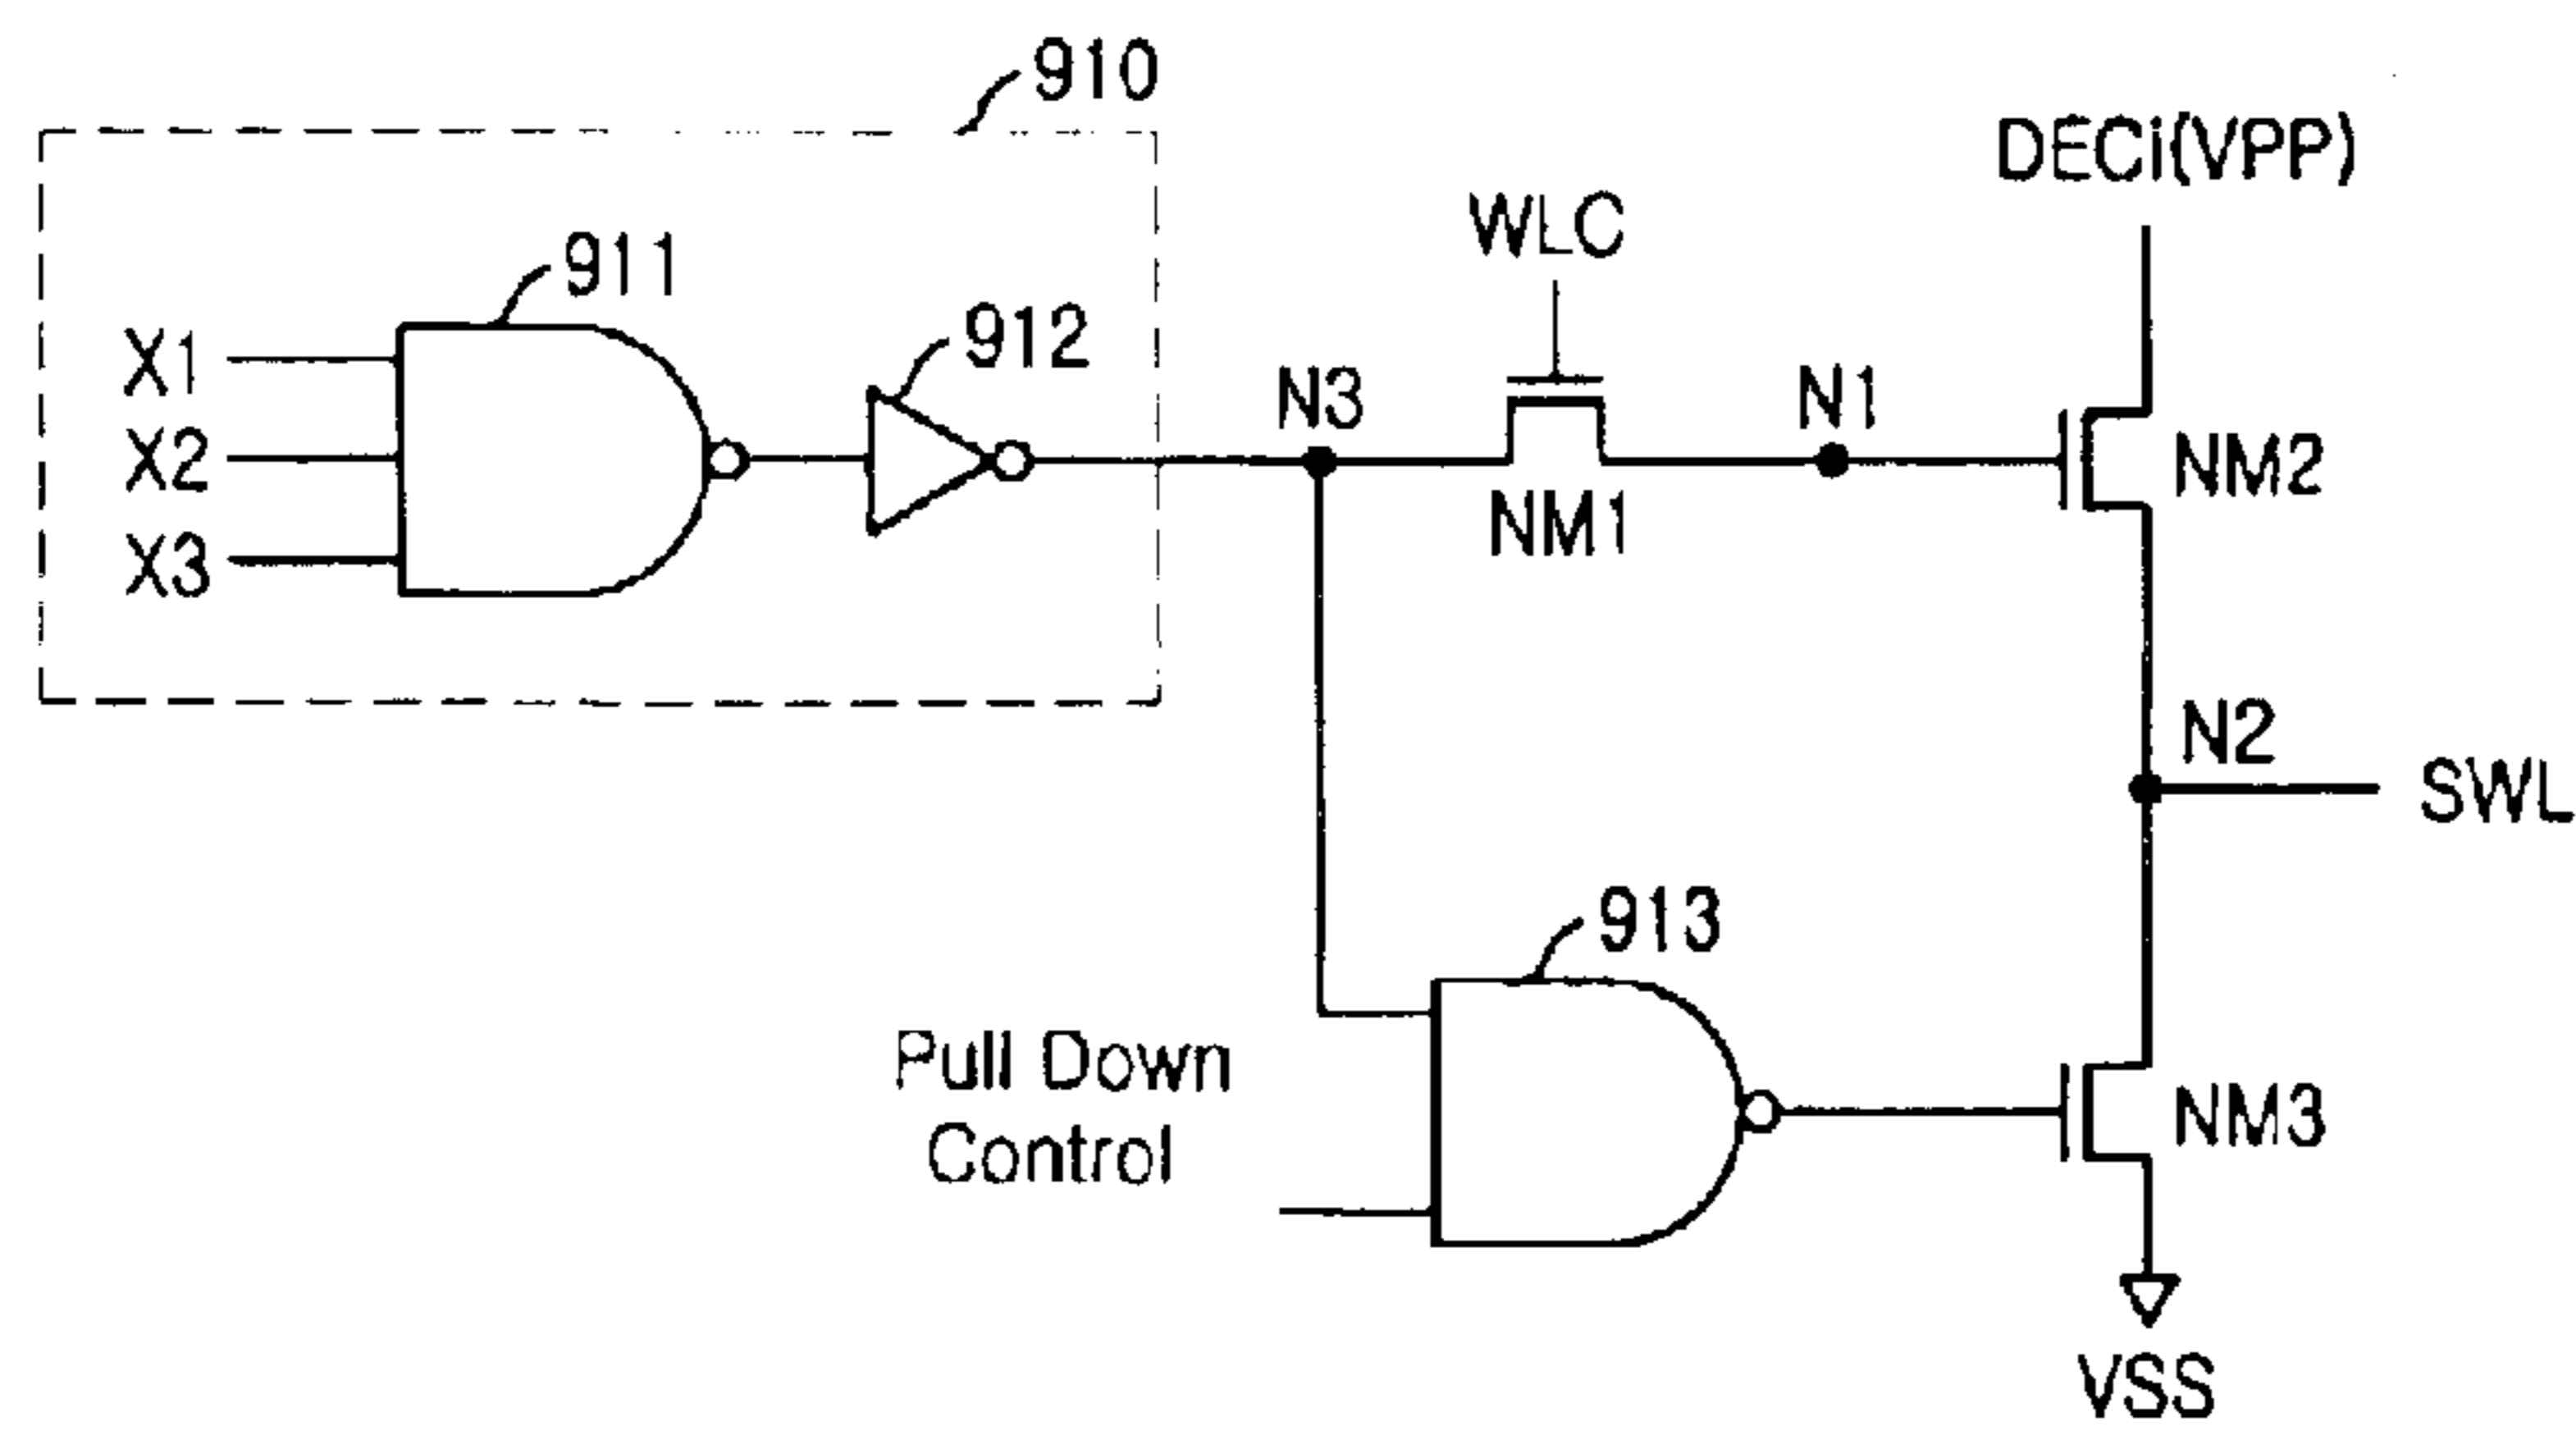 910
DECi(VPP)
WLC
911
912
X1
N3
N1
X2
NM2
NM1
X3
N2
SWL
913
Pull Down
Control
NM3
VSS